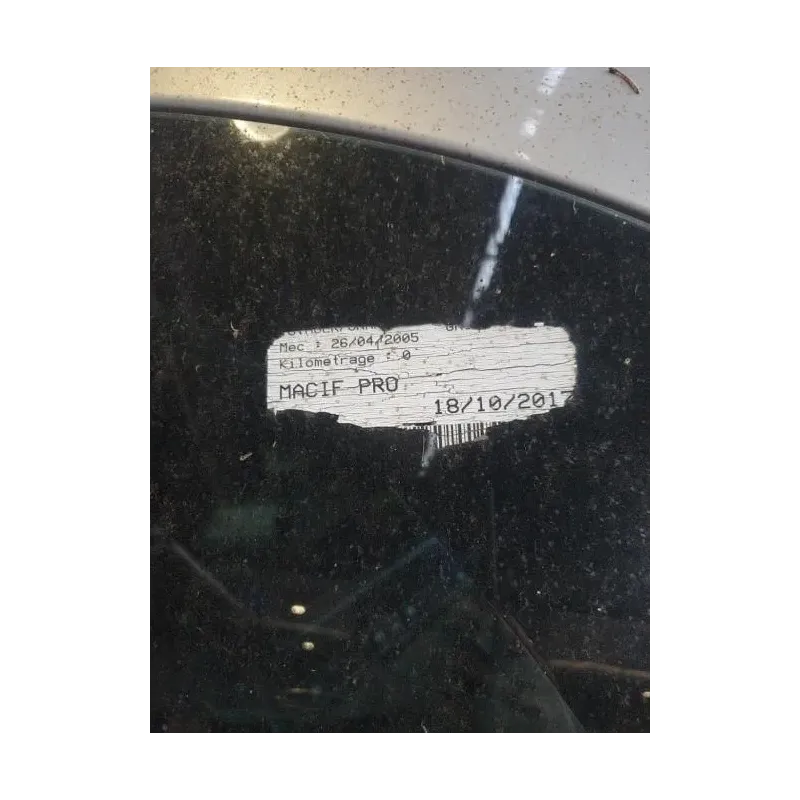 Mec : 26/04/2005
Kilometrage : 0
MACIF PRO
18/10/2017